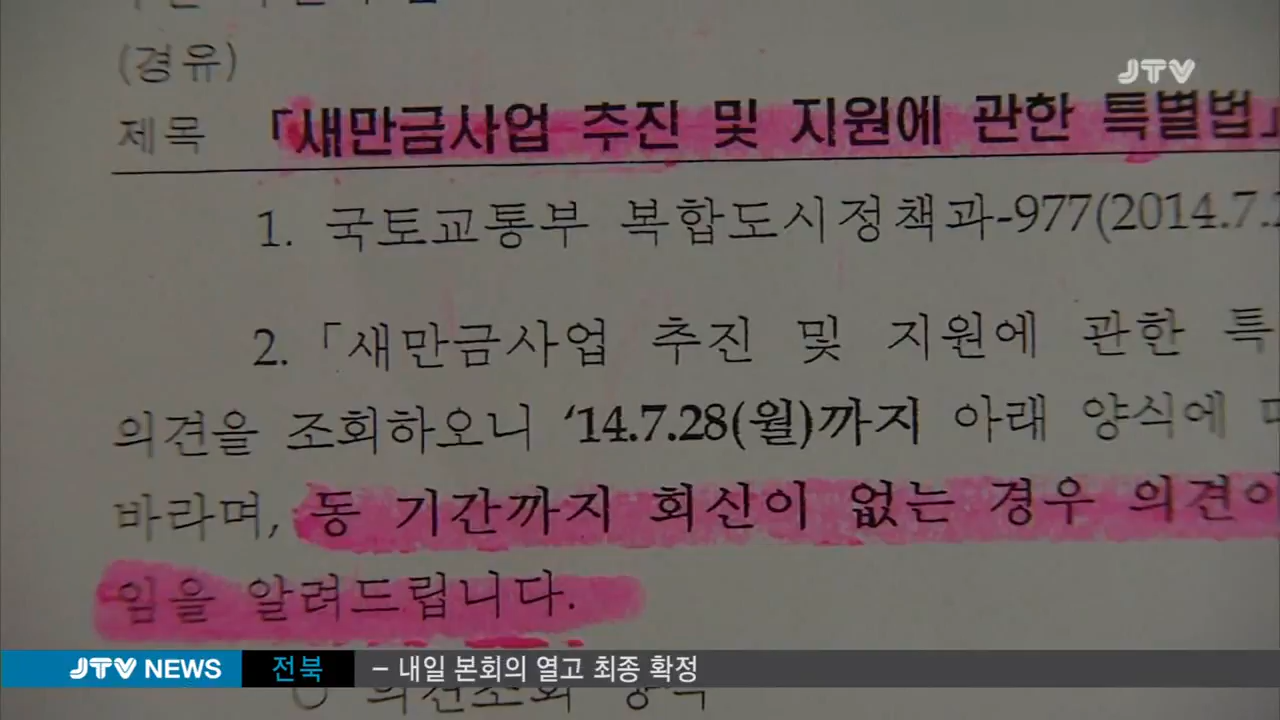 (경유)
JTV
제목 「새만금사업 추진 및 지원에 관한 특별법」
1. 국토교통부 복합도시정책과-977(2014.7.
2. 「새만금사업 추진 및 지원에 관한 특
의견을 조회하오니 ‘14.7.28(월)까지 아래 양식에
바라며, 동 기간까지 회신이 없는 경우 의견이
임을 알려드립니다.
JTV NEWS 전북 - 내일 본회의 열고 최종 확정